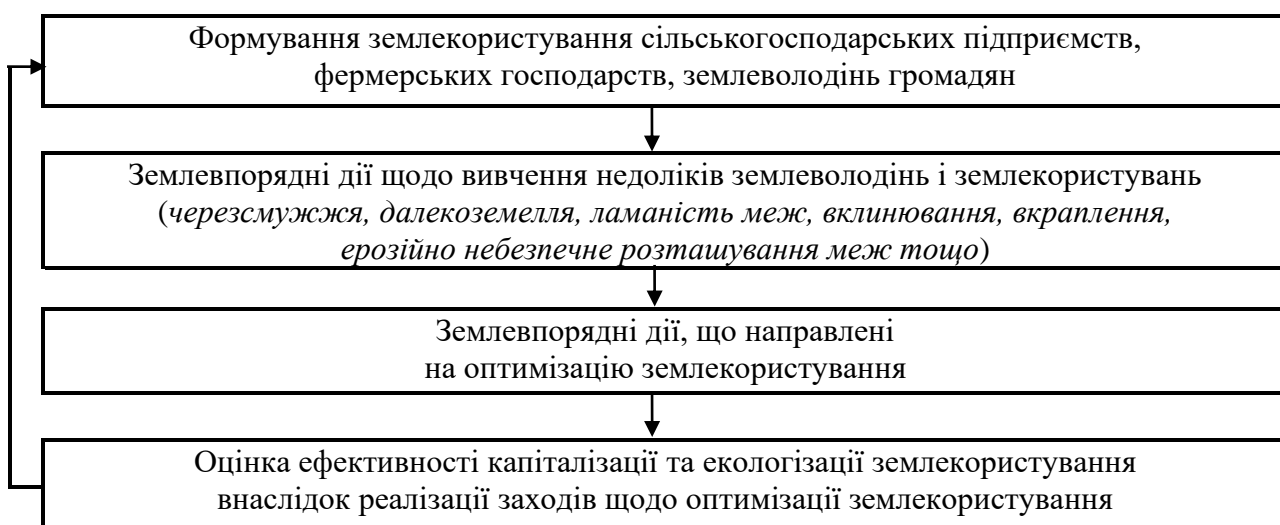 Формування землекористування сільськогосподарських підприємств,
фермерських господарств, землеволодінь громадян
Землевпорядні дії щодо вивчення недоліків землеволодінь і землекористувань
(черезсмужжя, далекоземелля, ламаність меж, вклинювання, вкраплення,
ерозійно небезпечне розташування меж тощо)
Землевпорядні дії, що направлені
на оптимізацію землекористування
Оцінка ефективності капіталізації та екологізації землекористування
внаслідок реалізації заходів щодо оптимізації землекористування